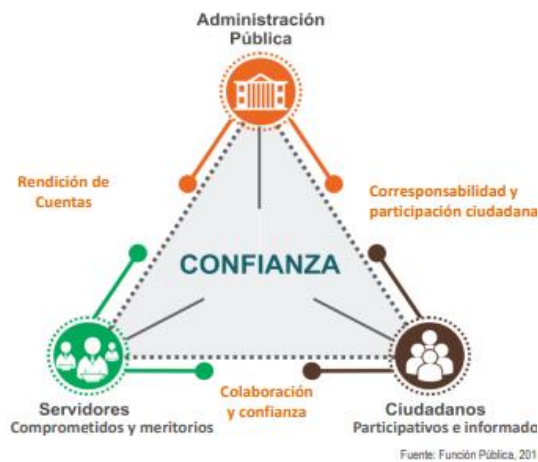 Administración
Pública
Rendición de
Cuentas
Corresponsabilidad y
participación ciudadana
CONFIANZA
Colaboración
y confianza
Servidores
Comprometidos y meritorios
Ciudadanos
Participativos e informado
Fuente: Función Pública, 201